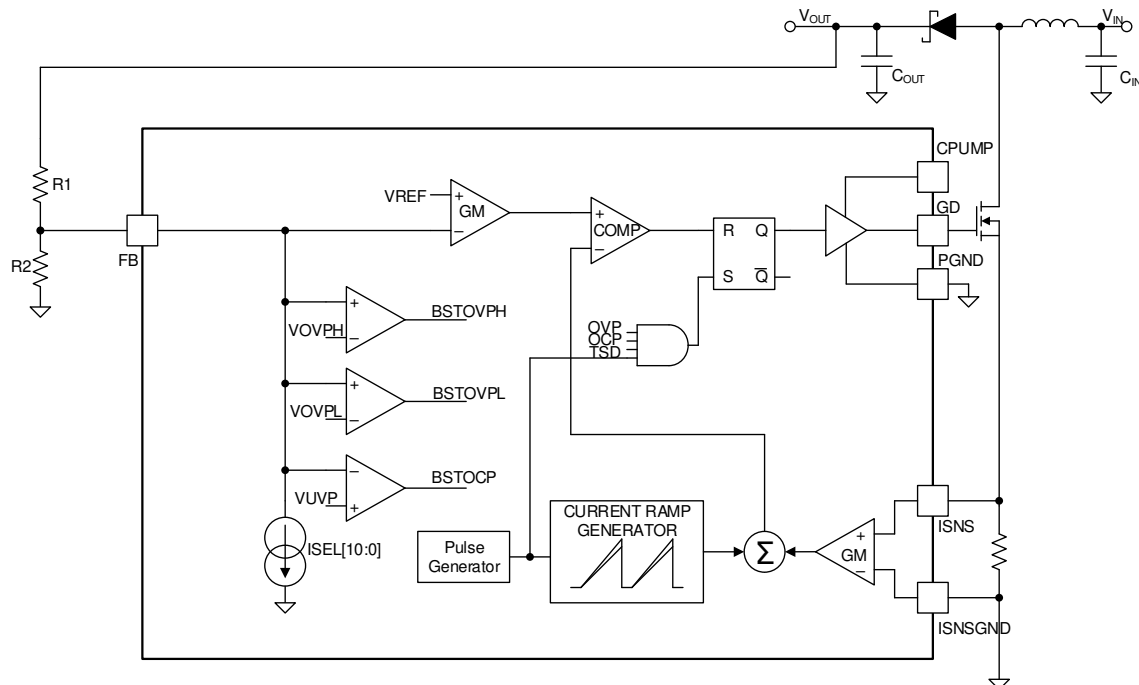 VOUT
VIN
COUT
CIN
CPUMP
R1
VREF
+
GM
−
+
COMP
−
R Q
S Q
GD
PGND
FB
R2
+
VOVPH
−
BSTOVPH
OVP
OCP
TSD
+
VOVPL
−
BSTOVPL
−
VUVP
+
BSTOCP
ISEL[10:0]
Pulse
Generator
CURRENT RAMP
GENERATOR
Σ
+
GM
−
ISNS
ISNSGND